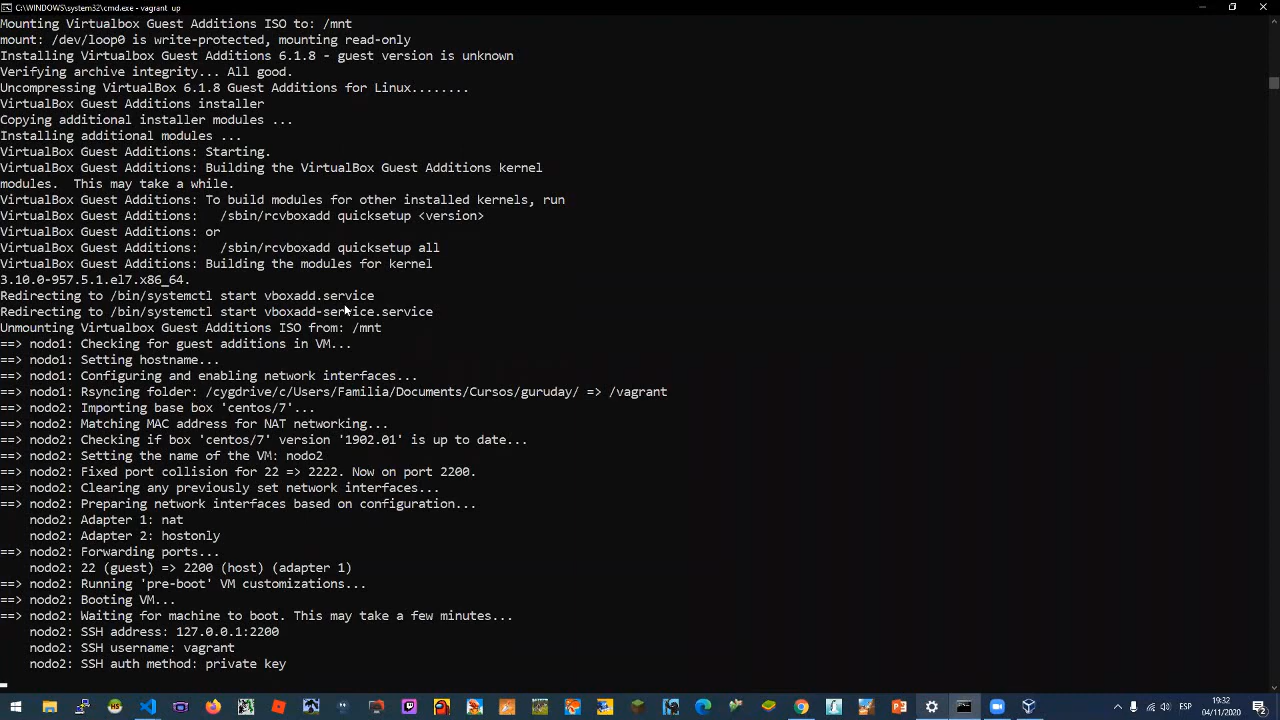 C:\WINDOWS\system32\cmd.exe - vagrant up
Mounting Virtualbox Guest Additions ISO to: /mnt
mount: /dev/loop0 is write-protected, mounting read-only
Installing Virtualbox Guest Additions 6.1.8 - guest version is unknown
Verifying archive integrity... All good.
Uncompressing VirtualBox 6.1.8 Guest Additions for Linux........
VirtualBox Guest Additions installer
Copying additional installer modules ...
Installing additional modules ...
VirtualBox Guest Additions: Starting.
VirtualBox Guest Additions: Building the VirtualBox Guest Additions kernel
modules.  This may take a while.
VirtualBox Guest Additions: To build modules for other installed kernels, run
VirtualBox Guest Additions:   /sbin/rcvboxadd quicksetup <version>
VirtualBox Guest Additions: or
VirtualBox Guest Additions:   /sbin/rcvboxadd quicksetup all
VirtualBox Guest Additions: Building the modules for kernel
3.10.0-957.5.1.el7.x86_64.
Redirecting to /bin/systemctl start vboxadd.service
Redirecting to /bin/systemctl start vboxadd-service.service
Unmounting Virtualbox Guest Additions ISO from: /mnt
==> nodo1: Checking for guest additions in VM...
==> nodo1: Setting hostname...
==> nodo1: Configuring and enabling network interfaces...
==> nodo1: Rsyncing folder: /cygdrive/c/Users/Familia/Documents/Cursos/guruday/ => /vagrant
==> nodo2: Importing base box 'centos/7'...
==> nodo2: Matching MAC address for NAT networking...
==> nodo2: Checking if box 'centos/7' version '1902.01' is up to date...
==> nodo2: Setting the name of the VM: nodo2
==> nodo2: Fixed port collision for 22 => 2222. Now on port 2200.
==> nodo2: Clearing any previously set network interfaces...
==> nodo2: Preparing network interfaces based on configuration...
    nodo2: Adapter 1: nat
    nodo2: Adapter 2: hostonly
==> nodo2: Forwarding ports...
    nodo2: 22 (guest) => 2200 (host) (adapter 1)
==> nodo2: Running 'pre-boot' VM customizations...
==> nodo2: Booting VM...
==> nodo2: Waiting for machine to boot. This may take a few minutes...
    nodo2: SSH address: 127.0.0.1:2200
    nodo2: SSH username: vagrant
    nodo2: SSH auth method: private key
ESP
19:32
04/11/2020